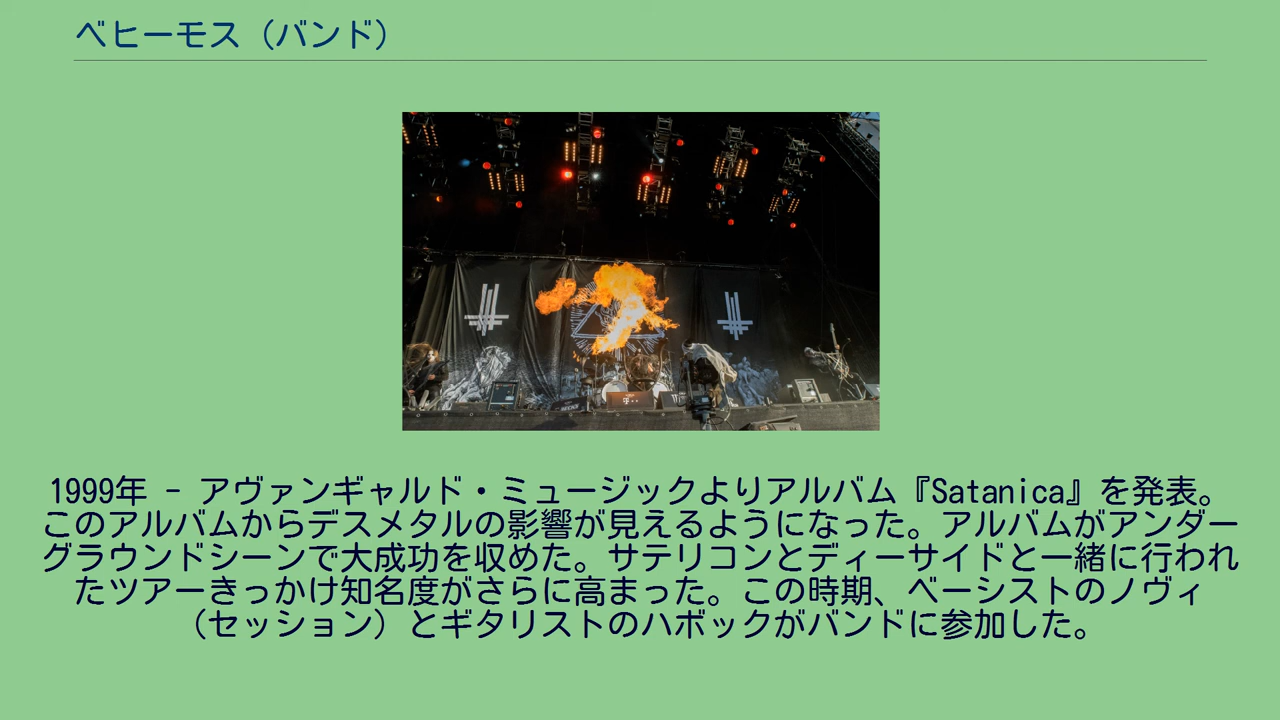 ベヒーモス（バンド）
1999年 - アヴァンギャルド・ミュージックよりアルバム『Satanica』を発表。
このアルバムからデスメタルの影響が見えるようになった。アルバムがアンダー
グラウンドシーンで大成功を収めた。サテリコンとディーサイドと一緒に行われ
たツアーきっかけ知名度がさらに高まった。この時期、ベーシストのノヴィ
（セッション）とギタリストのハボックがバンドに参加した。